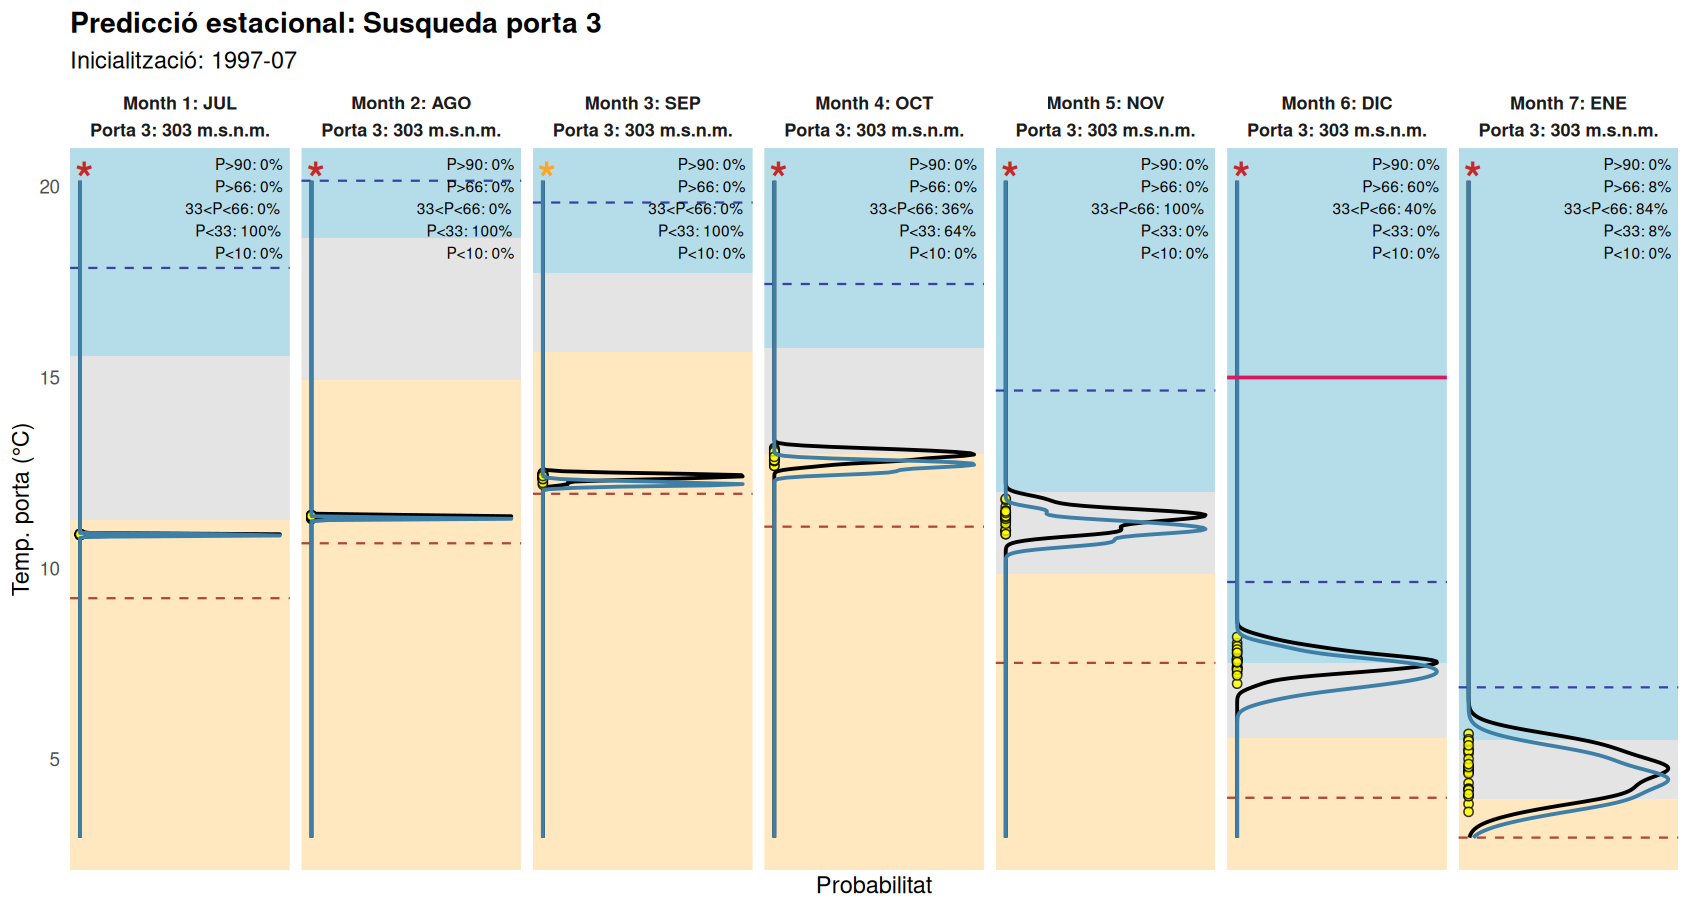 Predicció estacional: Susqueda porta 3
Inicialització: 1997-07
Month 1: JUL
Porta 3: 303 m.s.n.m.
Month 2: AGO
Porta 3: 303 m.s.n.m.
Month 3: SEP
Porta 3: 303 m.s.n.m.
Month 4: OCT
Porta 3: 303 m.s.n.m.
Month 5: NOV
Porta 3: 303 m.s.n.m.
Month 6: DIC
Porta 3: 303 m.s.n.m.
Month 7: ENE
Porta 3: 303 m.s.n.m.
Temp. porta (°C)
20
15
10
5
*
P>90: 0%
P>66: 0%
33<P<66: 0%
P<33: 100%
P<10: 0%
*
P>90: 0%
P>66: 0%
33<P<66: 0%
P<33: 100%
P<10: 0%
*
P>90: 0%
P>66: 0%
33<P<66: 0%
P<33: 100%
P<10: 0%
*
P>90: 0%
P>66: 0%
33<P<66: 36%
P<33: 64%
P<10: 0%
*
P>90: 0%
P>66: 0%
33<P<66: 100%
P<33: 0%
P<10: 0%
*
P>90: 0%
P>66: 60%
33<P<66: 40%
P<33: 0%
P<10: 0%
*
P>90: 0%
P>66: 8%
33<P<66: 84%
P<33: 8%
P<10: 0%
Probabilitat